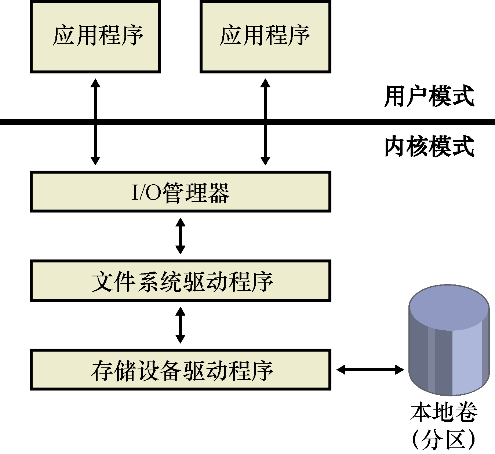 应用程序 应用程序
用户模式
内核模式
I/O管理器
文件系统驱动程序
存储设备驱动程序
本地卷
（分区）